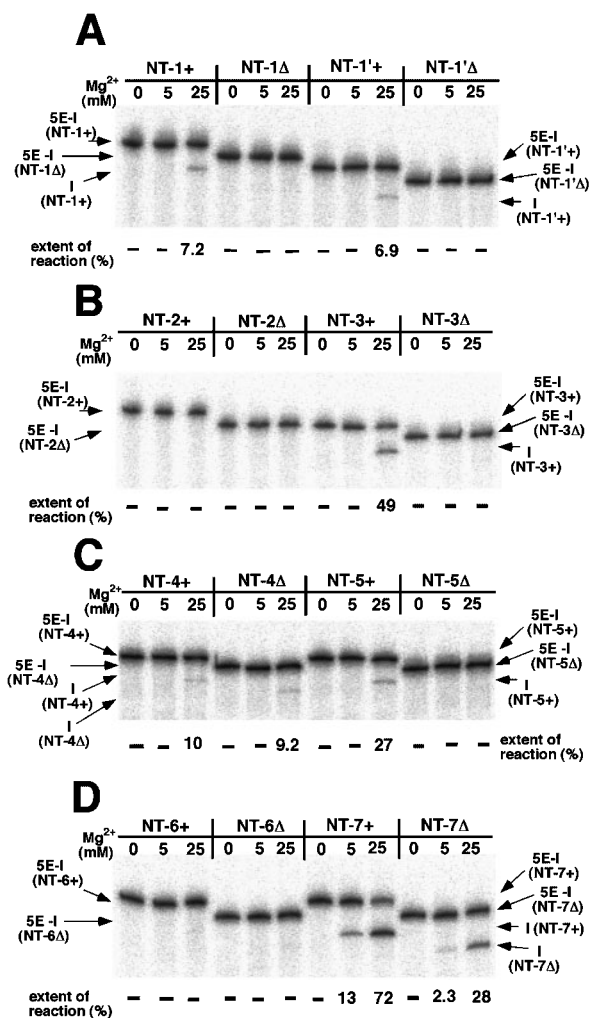 A
NT-1+ NT-1Δ NT-1'+ NT-1'Δ
Mg2+ (mM) 0 5 25 0 5 25 0 5 25 0 5 25
5E-I
(NT-1+)
5E -I
(NT-1Δ)
I
(NT-1+)
5E-I
(NT-1'+)
5E -I
(NT-1'Δ)
I
(NT-1'+)
extent of
reaction (%) – – 7.2 – – – – – 6.9 – – –
B
NT-2+ NT-2Δ NT-3+ NT-3Δ
Mg2+ (mM) 0 5 25 0 5 25 0 5 25 0 5 25
5E-I
(NT-2+)
5E -I
(NT-2Δ)
5E-I
(NT-3+)
5E -I
(NT-3Δ)
I
(NT-3+)
extent of
reaction (%) – – – – – – – – 49 – – –
C
NT-4+ NT-4Δ NT-5+ NT-5Δ
Mg2+ (mM) 0 5 25 0 5 25 0 5 25 0 5 25
5E-I
(NT-4+)
5E -I
(NT-4Δ)
I
(NT-4+)
I
(NT-4Δ)
5E-I
(NT-5+)
5E -I
(NT-5Δ)
I
(NT-5+)
– – 10 – – 9.2 – – 27 – – – extent of
reaction (%)
D
NT-6+ NT-6Δ NT-7+ NT-7Δ
Mg2+ (mM) 0 5 25 0 5 25 0 5 25 0 5 25
5E-I
(NT-6+)
5E -I
(NT-6Δ)
5E-I
(NT-7+)
5E -I
(NT-7Δ)
I (NT-7+)
I
(NT-7Δ)
extent of
reaction (%) – – – – – – – 13 72 – 2.3 28